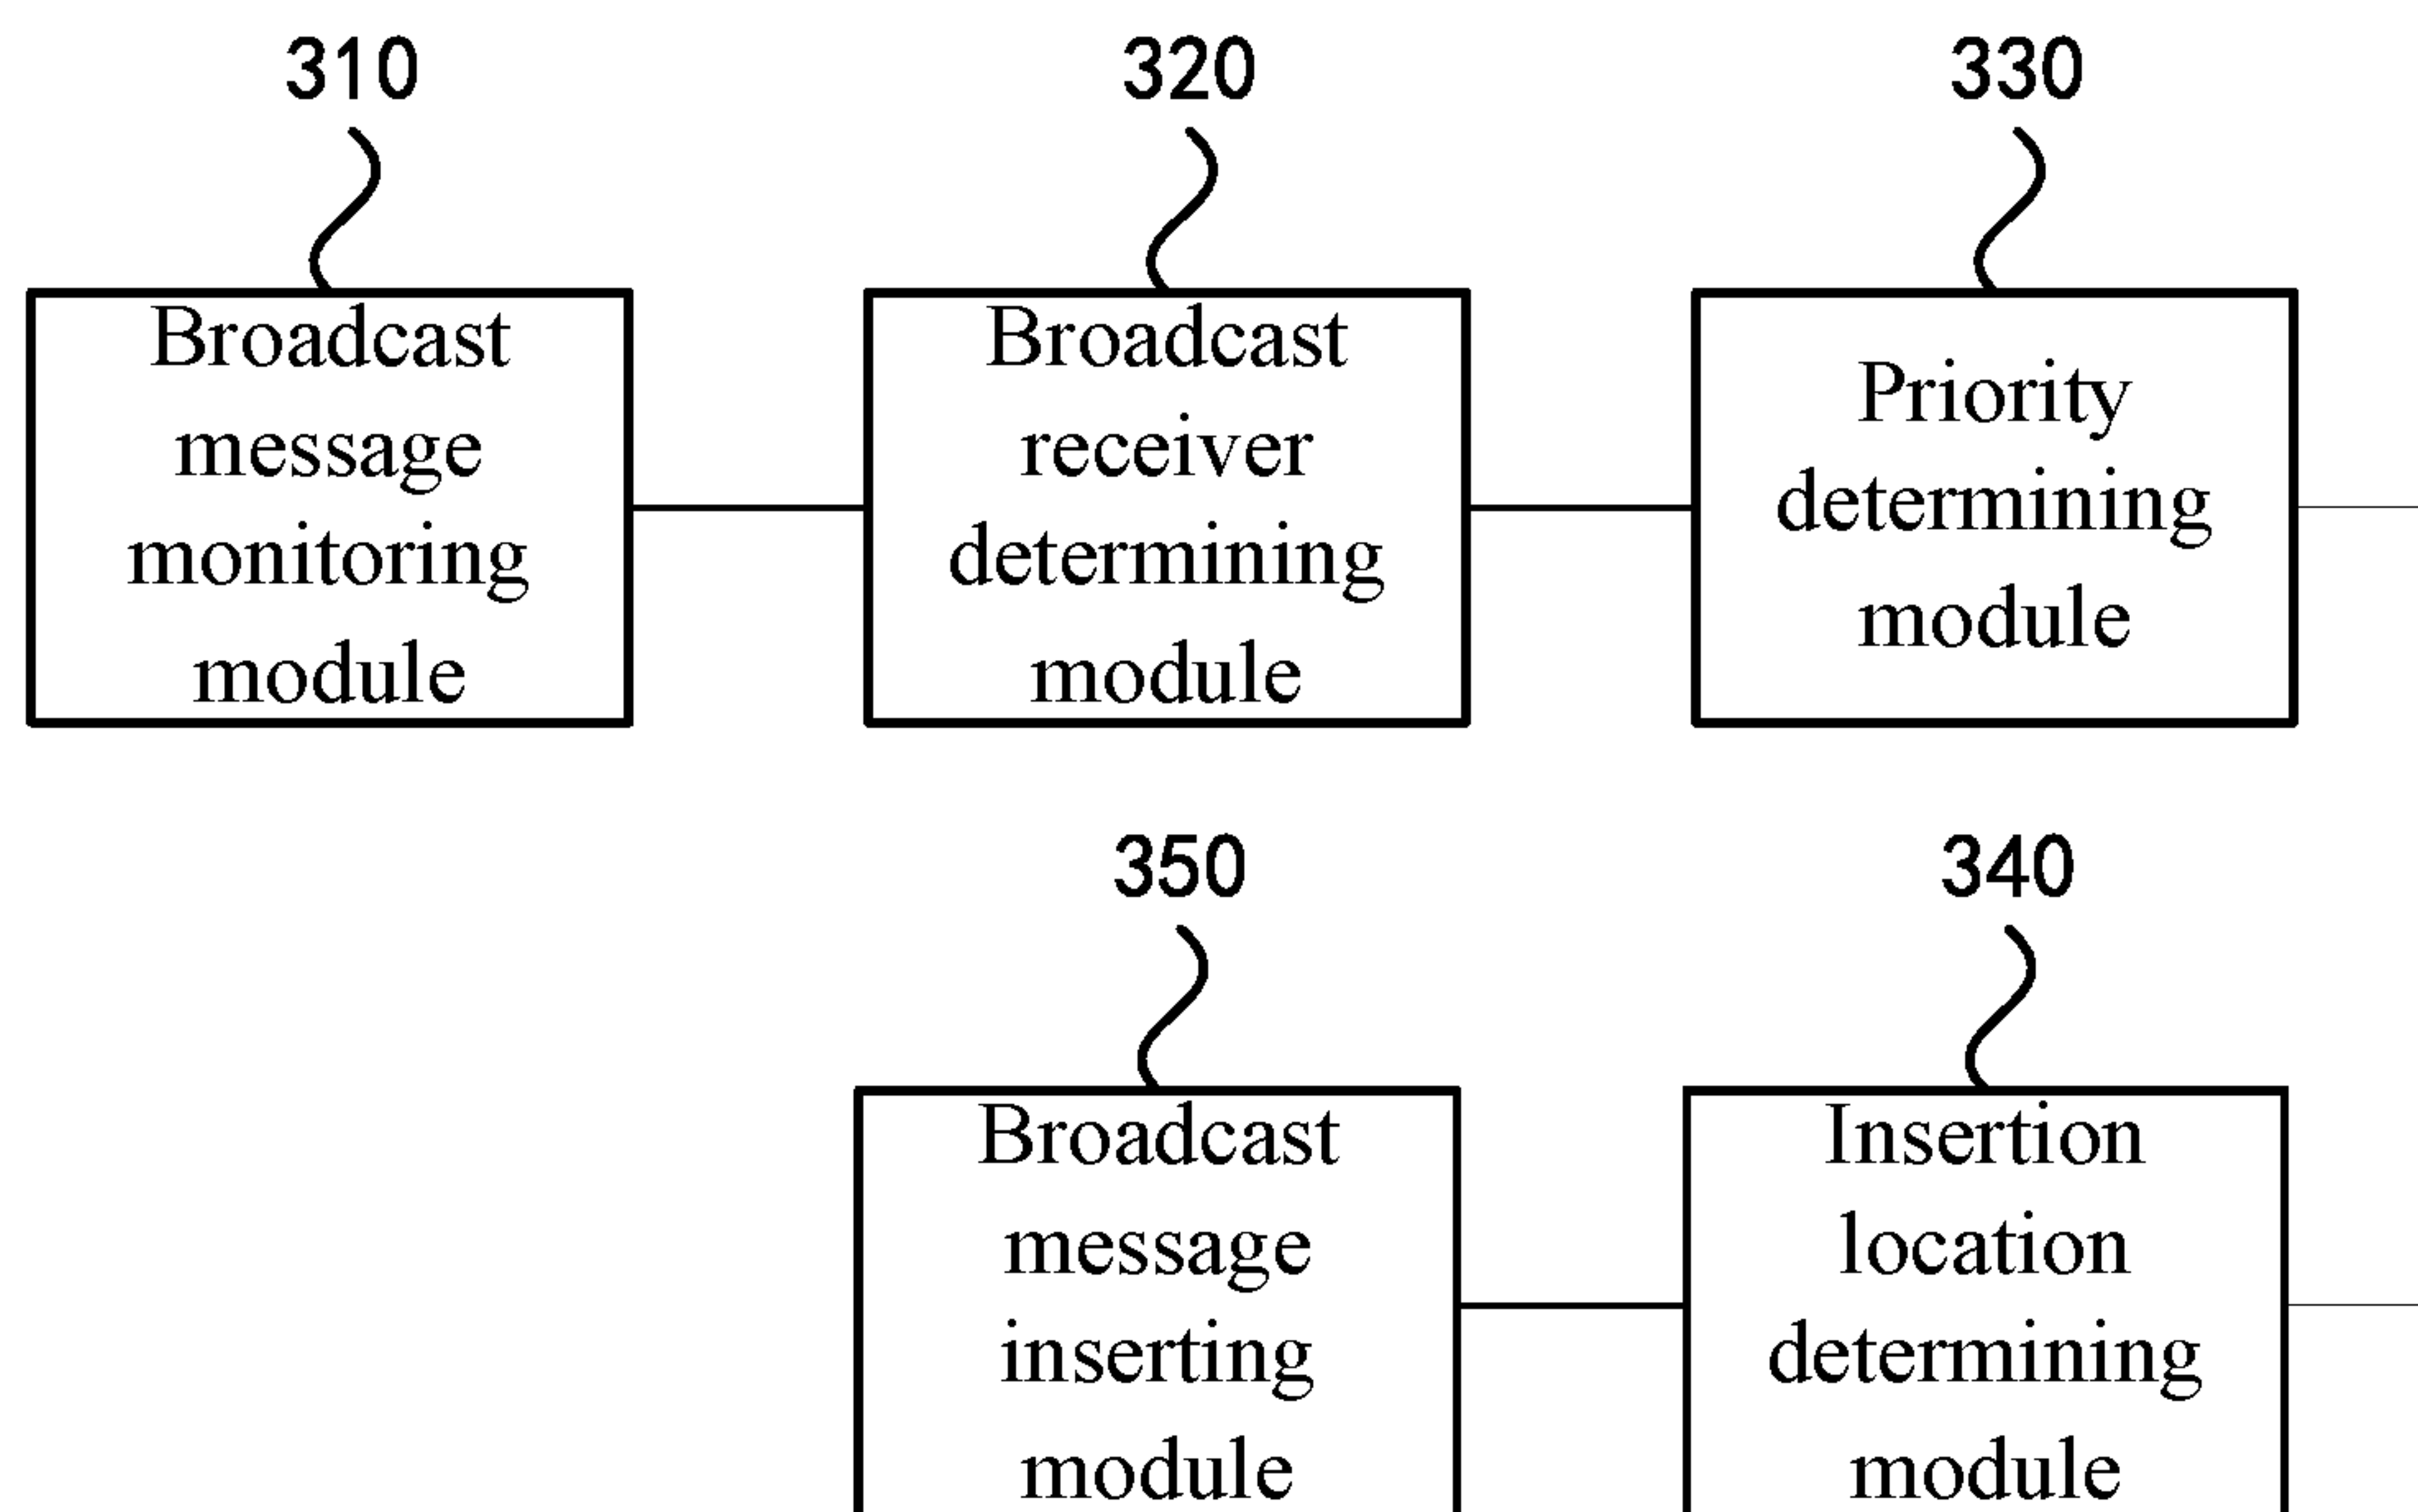 310
Broadcast
message
monitoring
module
320
Broadcast
receiver
determining
module
330
Priority
determining
module
350
Broadcast
message
inserting
module
340
Insertion
location
determining
module